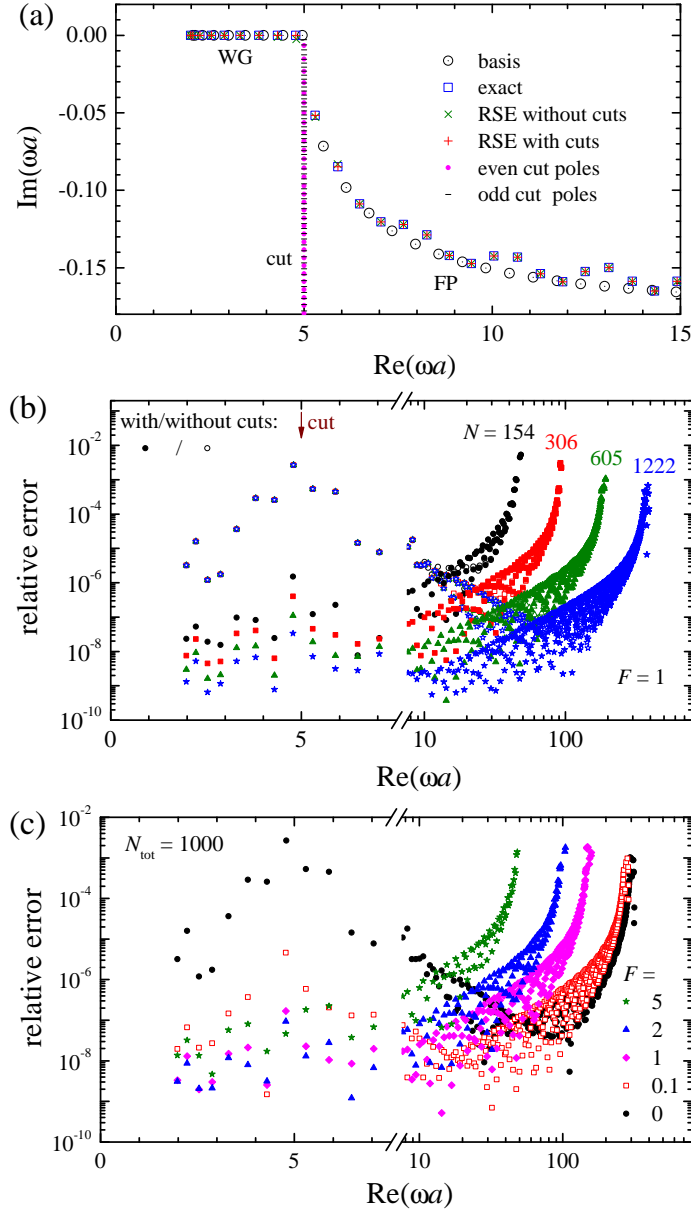 (a)
0.00
-0.05
-0.10
-0.15
Im(ωa)
WG
basis
exact
RSE without cuts
RSE with cuts
even cut poles
odd cut poles
cut
FP
0
5
10
15
Re(ωa)
(b)
with/without cuts:
/
cut
N = 154
306
605
1222
10^-2
10^-4
10^-6
10^-8
10^-10
relative error
F = 1
0
5
10
100
Re(ωa)
(c)
N_tot = 1000
10^-2
10^-4
10^-6
10^-8
10^-10
relative error
F =
5
2
1
0.1
0
0
5
10
100
Re(ωa)